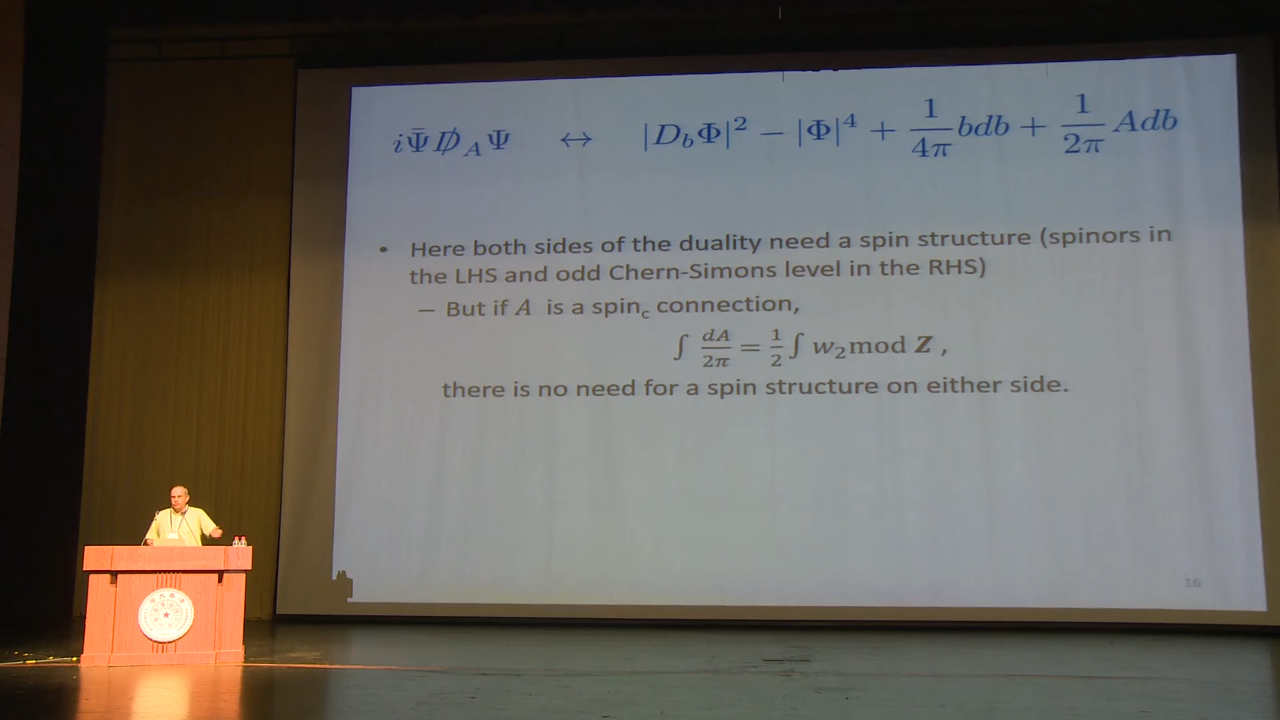 iΨ̄D̸_AΨ ↔ |D_bΦ|² − |Φ|⁴ + 1/4π bdb + 1/2π Adb
• Here both sides of the duality need a spin structure (spinors in
the LHS and odd Chern-Simons level in the RHS)
– But if A is a spin_c connection,
∫ dA/2π = 1/2 ∫ w₂ mod Z ,
there is no need for a spin structure on either side.
16